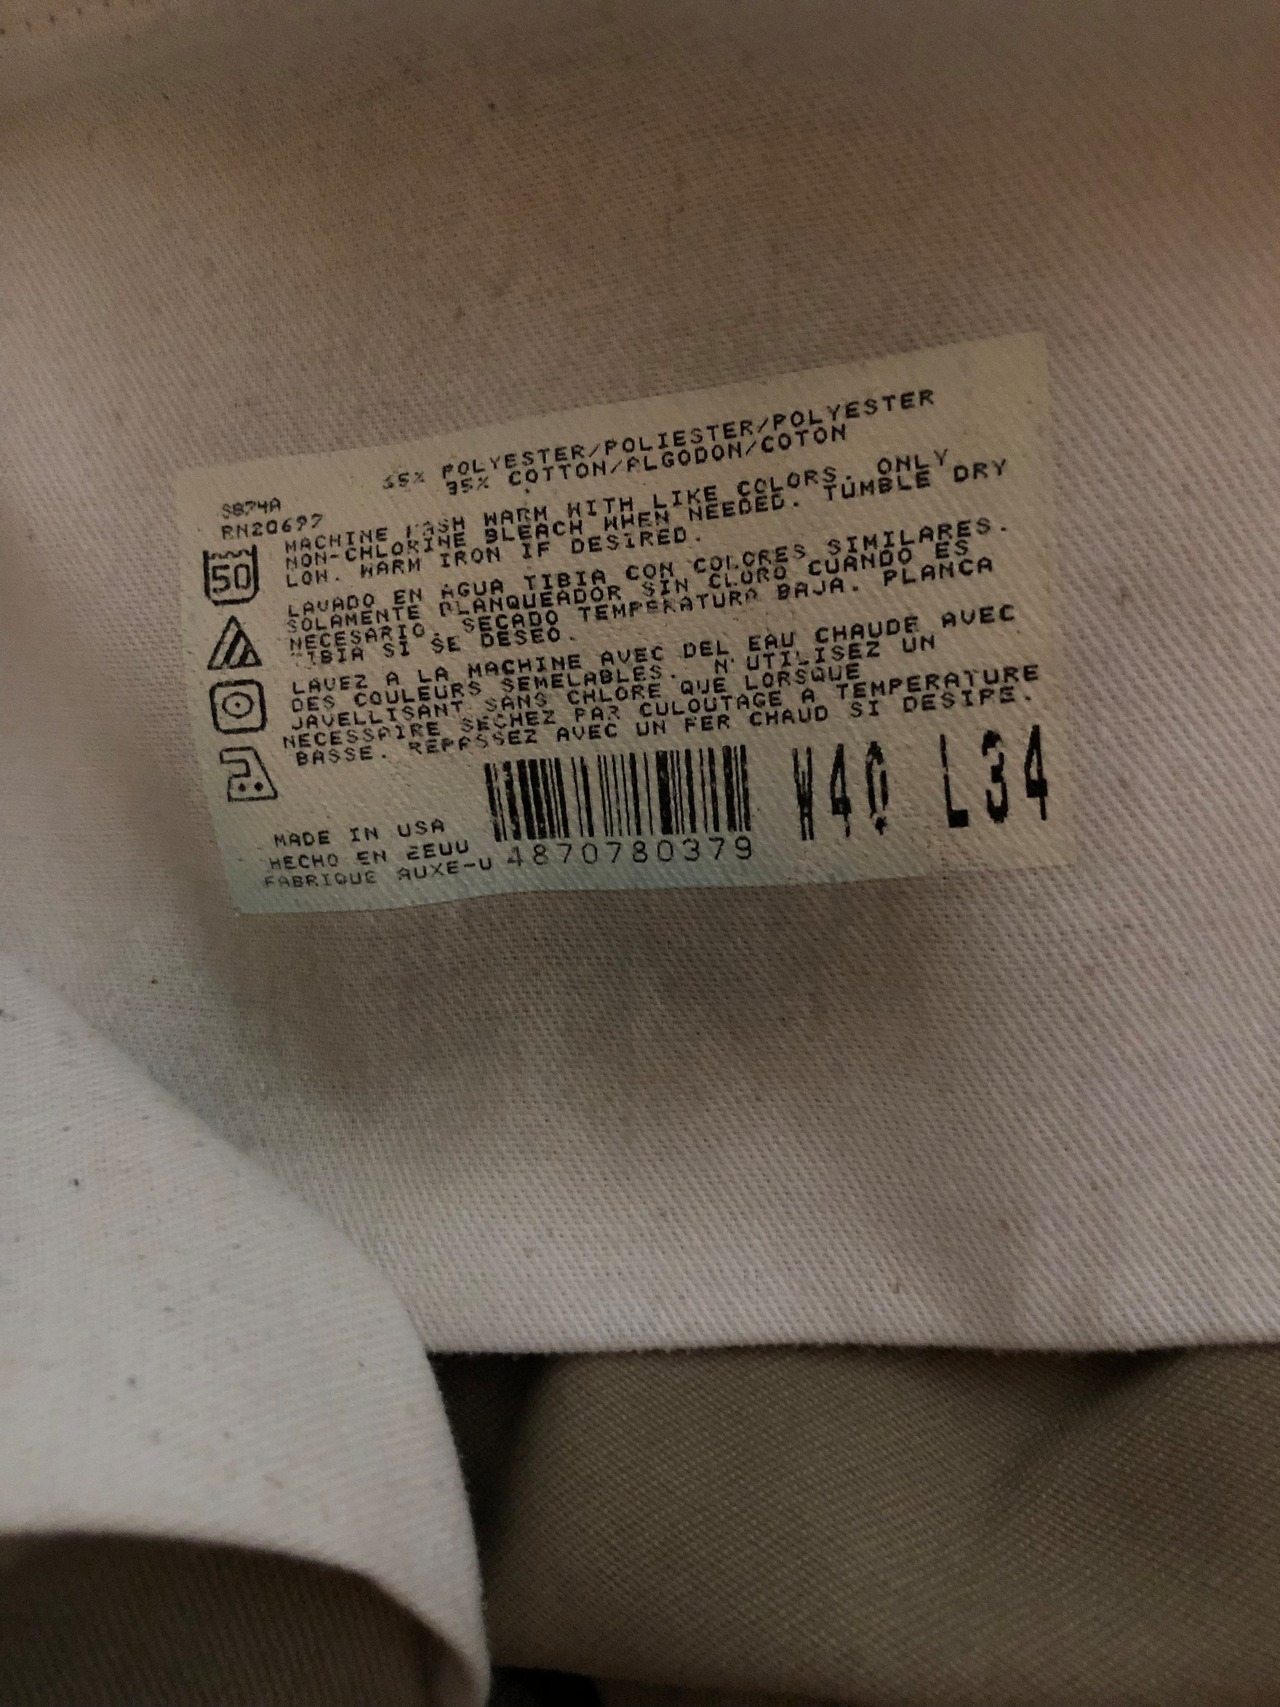 65% POLYESTER/POLIESTER/POLYESTER
35% COTTON/ALGODON/COTON
S874A
RN20697
MACHINE WASH WARM WITH LIKE COLORS. ONLY
NON-CHLORINE BLEACH WHEN NEEDED. TUMBLE DRY
LOW. WARM IRON IF DESIRED.
50
LAVADO EN AGUA TIBIA CON COLORES SIMILARES.
SOLAMENTE BLANQUEADOR SIN CLORO CUANDO ES
NECESARIO. SECADO TEMPERATURA BAJA. PLANCA
TIBIA SI SE DESEO.
LAVEZ A LA MACHINE AVEC DEL EAU CHAUDE AVEC
DES COULEURS SEMELABLES. N'UTILISEZ UN
JAVELLISANT SANS CHLORE QUE LORSQUE
NECESSAIRE SECHEZ PAR CULOUTAGE A TEMPERATURE
BASSE. REPASSEZ AVEC UN FER CHAUD SI DESIRE.
W40 L34
MADE IN USA
HECHO EN EEUU
FABRIQUE AUXE-U
4870780379